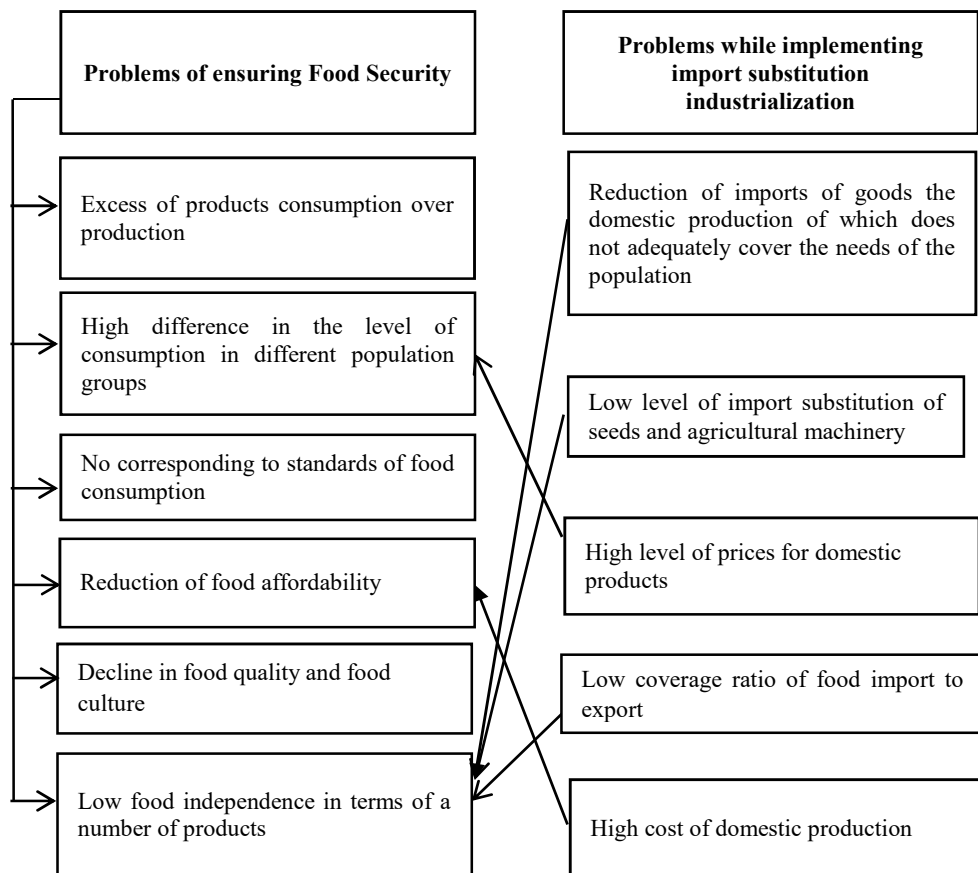 Problems of ensuring Food Security
Excess of products consumption over
production
High difference in the level of
consumption in different population
groups
No corresponding to standards of food
consumption
Reduction of food affordability
Decline in food quality and food
culture
Low food independence in terms of a
number of products
Problems while implementing
import substitution
industrialization
Reduction of imports of goods the
domestic production of which does
not adequately cover the needs of the
population
Low level of import substitution of
seeds and agricultural machinery
High level of prices for domestic
products
Low coverage ratio of food import to
export
High cost of domestic production